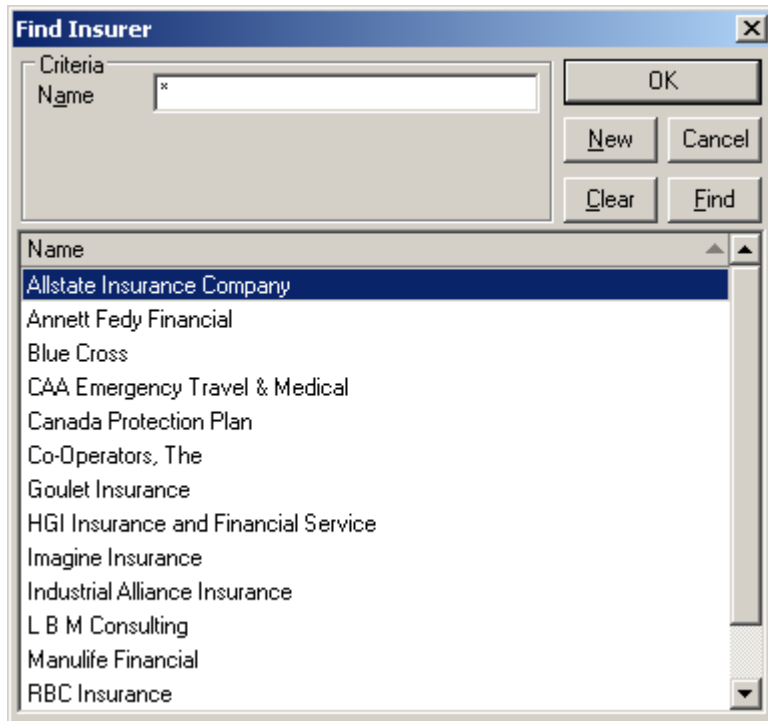 Find Insurer
Criteria
Name *
OK
New Cancel
Clear Find
Name
Allstate Insurance Company
Annett Fedy Financial
Blue Cross
CAA Emergency Travel & Medical
Canada Protection Plan
Co-Operators, The
Goulet Insurance
HGI Insurance and Financial Service
Imagine Insurance
Industrial Alliance Insurance
L B M Consulting
Manulife Financial
RBC Insurance